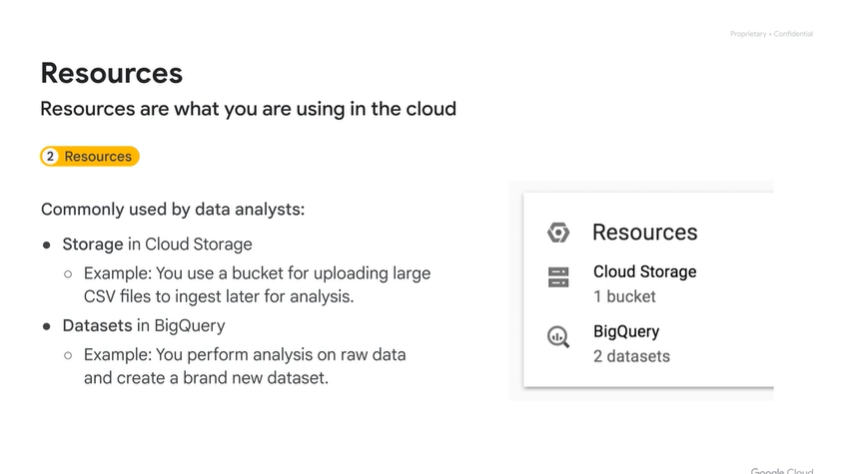 Proprietary + Confidential
Resources
Resources are what you are using in the cloud
2 Resources
Commonly used by data analysts:
● Storage in Cloud Storage
○ Example: You use a bucket for uploading large
CSV files to ingest later for analysis.
● Datasets in BigQuery
○ Example: You perform analysis on raw data
and create a brand new dataset.
Resources
Cloud Storage
1 bucket
BigQuery
2 datasets
Google Cloud